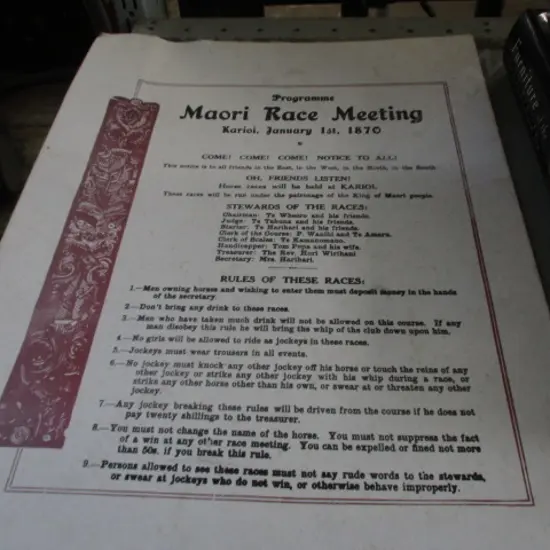 Programme
Maori Race Meeting
Karioi, January 1st, 1870
COME! COME! COME! NOTICE TO ALL!
This notice is to all friends in the East, in the West, in the North, in the South
OH, FRIENDS LISTEN!
Horse races will be held at KARIOI.
These races will be run under the patronage of the King of Maori people.
STEWARDS OF THE RACES:
Chairman: Te Wheoro and his friends.
Judge: Te Takuna and his friends.
Starter: Te Harihari and his friends.
Clerk of the Course: P. Waaihi and Te Amara.
Clerk of Scales: Te Kamanomano.
Handicapper: Tom Pepa and his wife.
Treasurer: The Rev. Hori Wirihani
Secretary: Mrs. Harihari.
RULES OF THESE RACES:
1.—Men owning horses and wishing to enter them must deposit money in the hands
of the secretary.
2.—Don't bring any drink to these races.
3.—Men who have taken much drink will not be allowed on this course. If any
man disobey this rule he will bring the whip of the club down upon him.
4.—No girls will be allowed to ride as jockeys in these races.
5.—Jockeys must wear trousers in all events.
6.—No jockey must knock any other jockey off his horse or touch the reins of any
other jockey or strike any other jockey with his whip during a race, or
strike any other horse other than his own, or swear at or threaten any other
jockey.
7.—Any jockey breaking these rules will be driven from the course if he does not
pay twenty shillings to the treasurer.
8.—You must not change the name of the horse. You must not suppress the fact
of a win at any other race meeting. You can be expelled or fined not more
than 50s. if you break this rule.
9.—Persons allowed to see these races must not say rude words to the stewards,
or swear at jockeys who do not win, or otherwise behave improperly.
Furniture